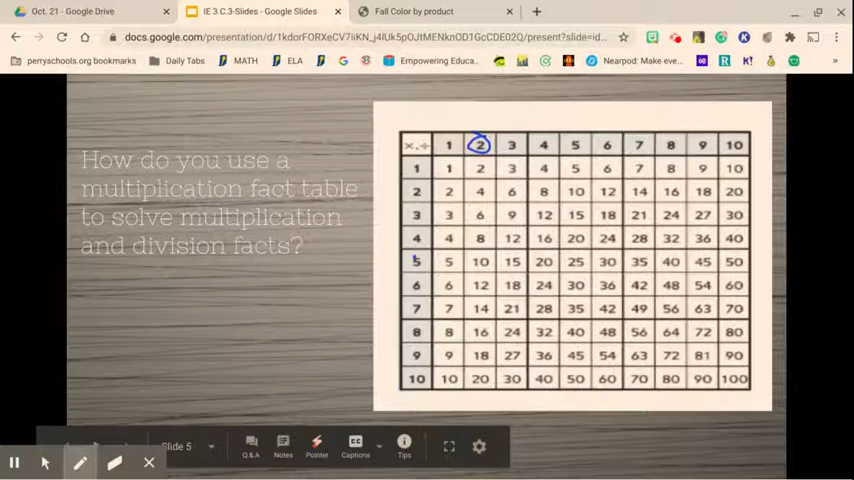 Oct. 21 - Google Drive
IE 3.C.3-Slides - Google Slides
Fall Color by product
docs.google.com/presentation/d/1kdorFORXeCV7iiKN_j4lUk5pOJtMENknOD1GcCDE02Q/present?slide=id...
perryschools.org bookmarks
Daily Tabs
MATH
ELA
Empowering Educa...
Nearpod: Make eve...
How do you use a
multiplication fact table
to solve multiplication
and division facts?
×.÷ 1 2 3 4 5 6 7 8 9 10
1 1 2 3 4 5 6 7 8 9 10
2 2 4 6 8 10 12 14 16 18 20
3 3 6 9 12 15 18 21 24 27 30
4 4 8 12 16 20 24 28 32 36 40
5 5 10 15 20 25 30 35 40 45 50
6 6 12 18 24 30 36 42 48 54 60
7 7 14 21 28 35 42 49 56 63 70
8 8 16 24 32 40 48 56 64 72 80
9 9 18 27 36 45 54 63 72 81 90
10 10 20 30 40 50 60 70 80 90 100
Slide 5
Q & A
Notes
Pointer
Captions
Tips